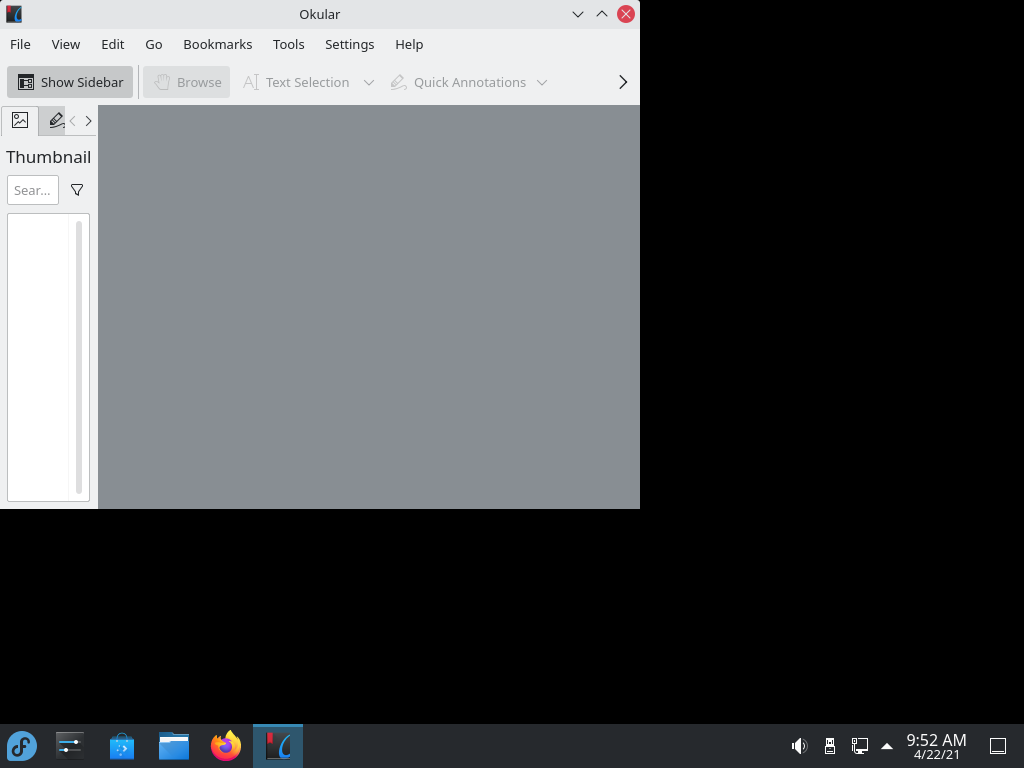 Okular
File View Edit Go Bookmarks Tools Settings Help
Show Sidebar Browse Text Selection Quick Annotations
Thumbnail
Sear...
9:52 AM
4/22/21